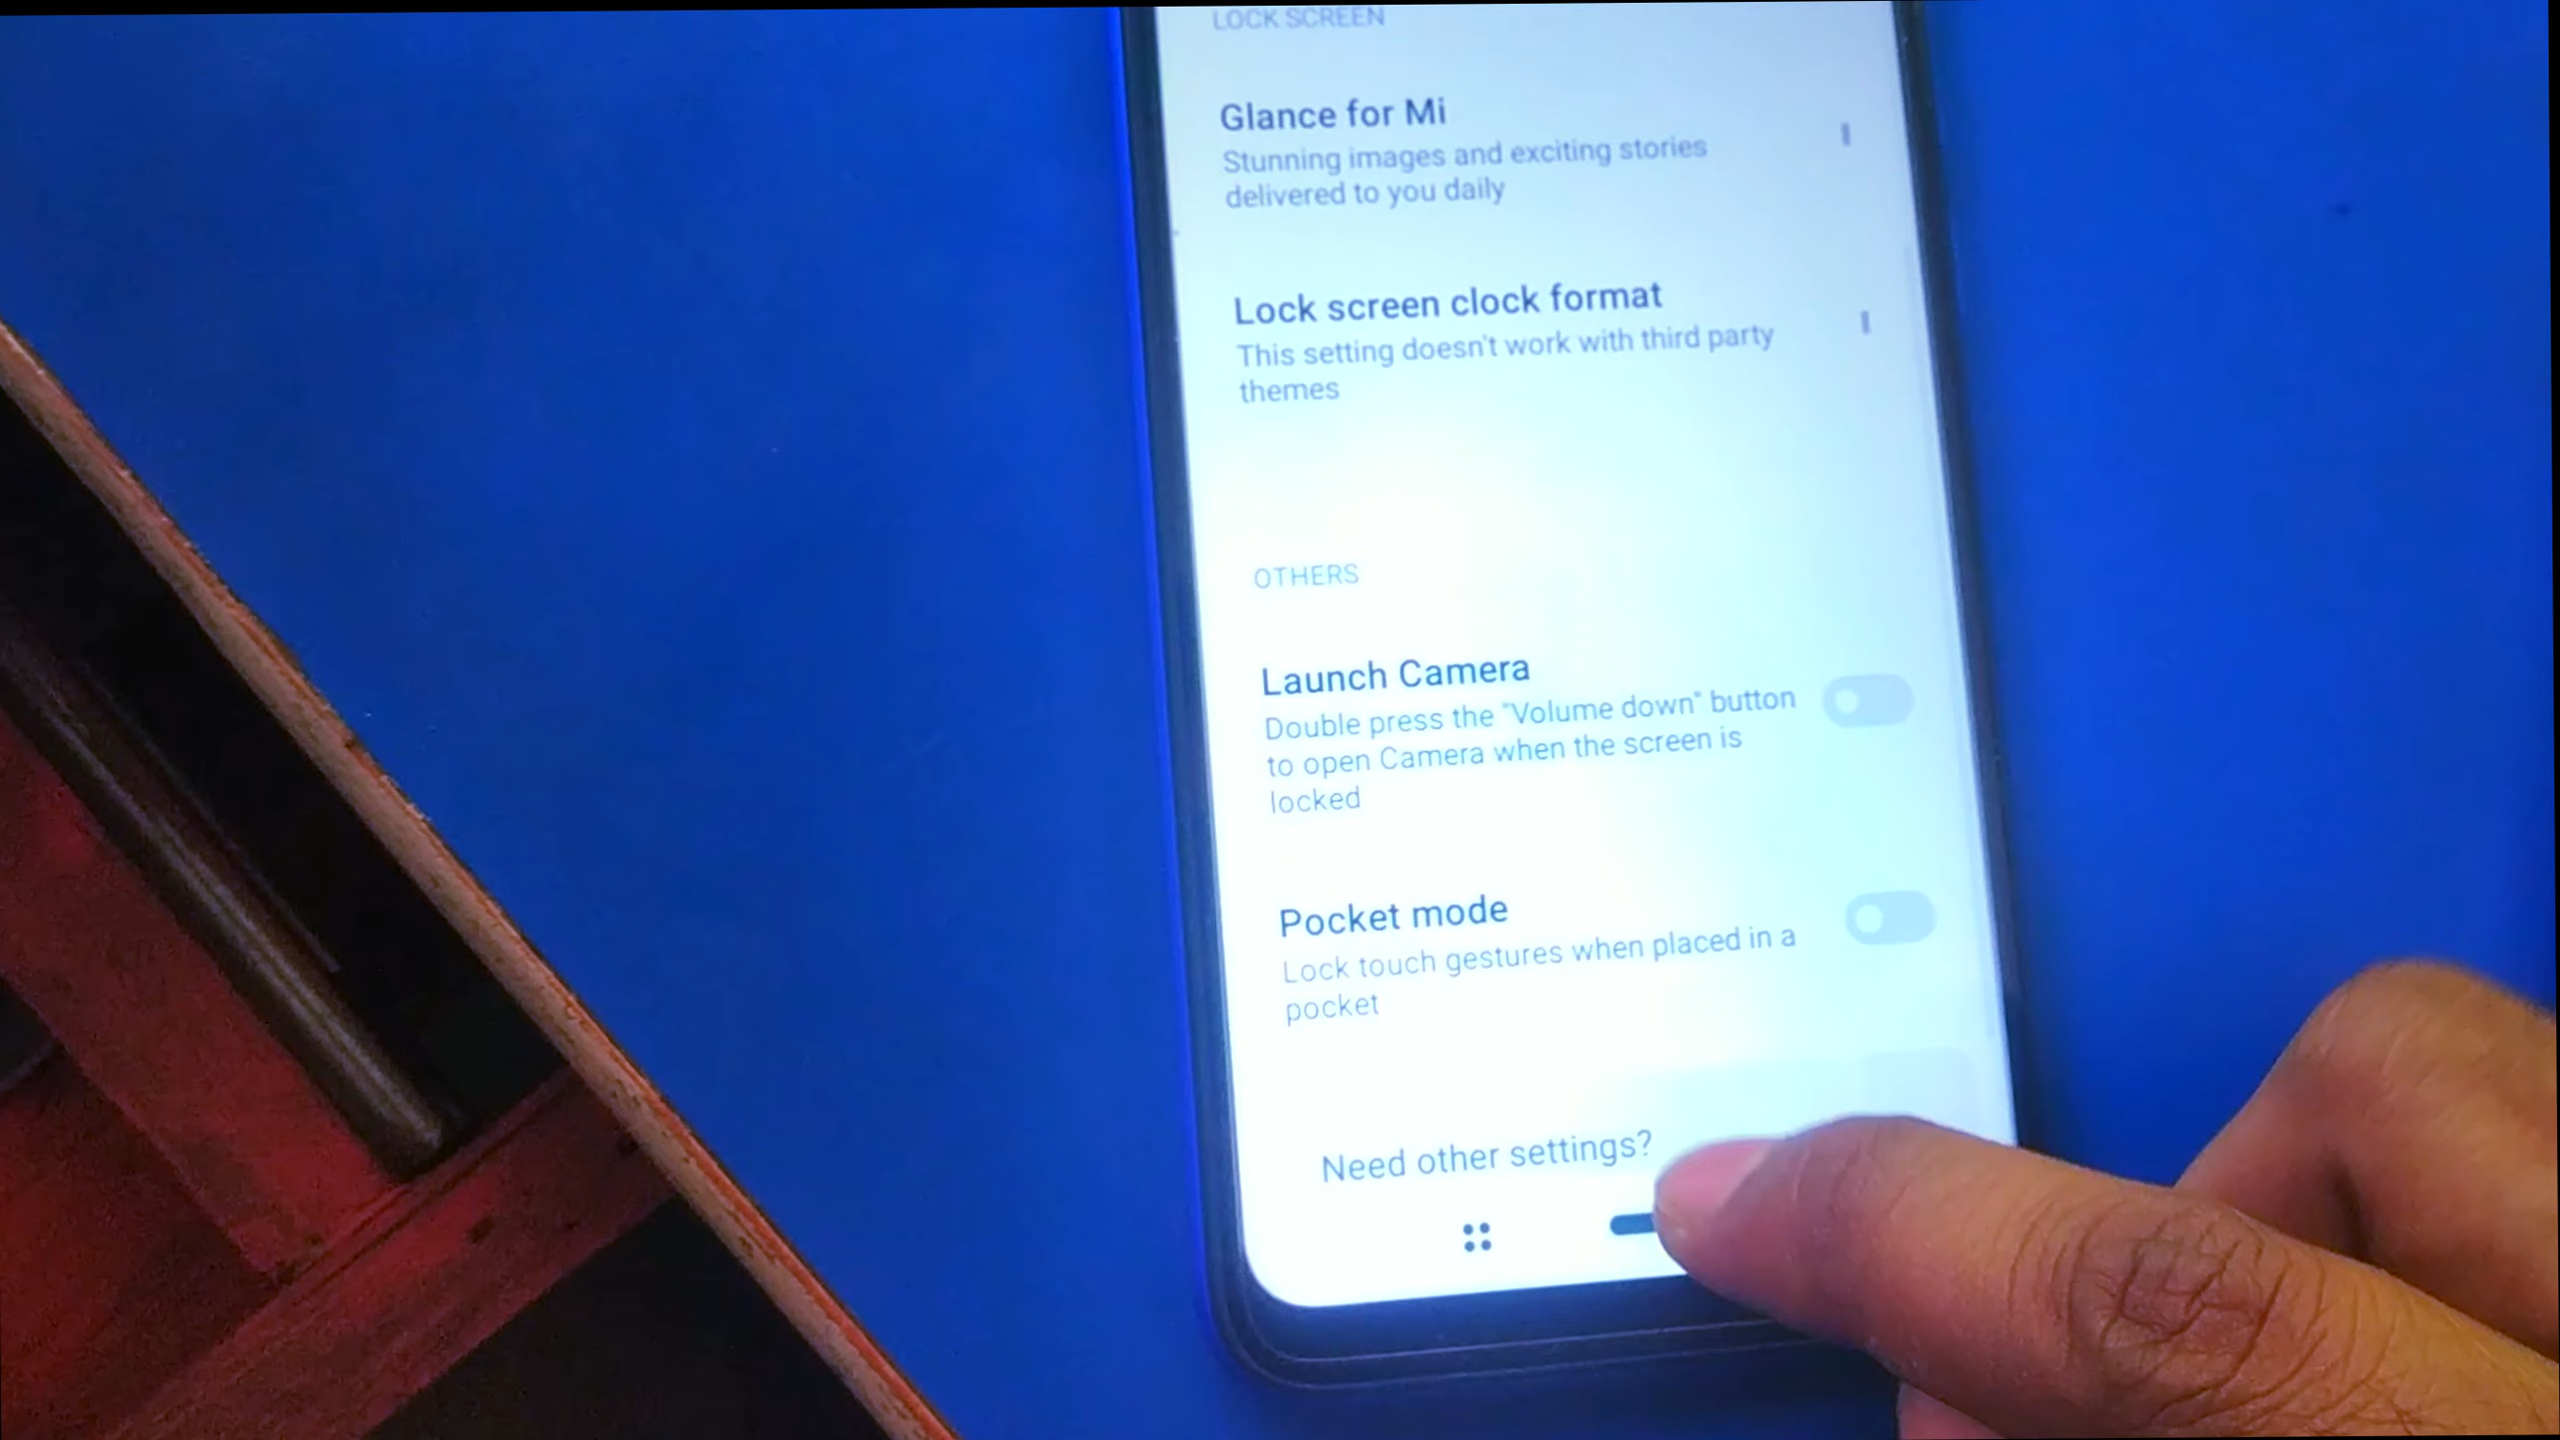 LOCK SCREEN
Glance for Mi
Stunning images and exciting stories
delivered to you daily
Lock screen clock format
This setting doesn't work with third party
themes
OTHERS
Launch Camera
Double press the "Volume down" button
to open Camera when the screen is
locked
Pocket mode
Lock touch gestures when placed in a
pocket
Need other settings?